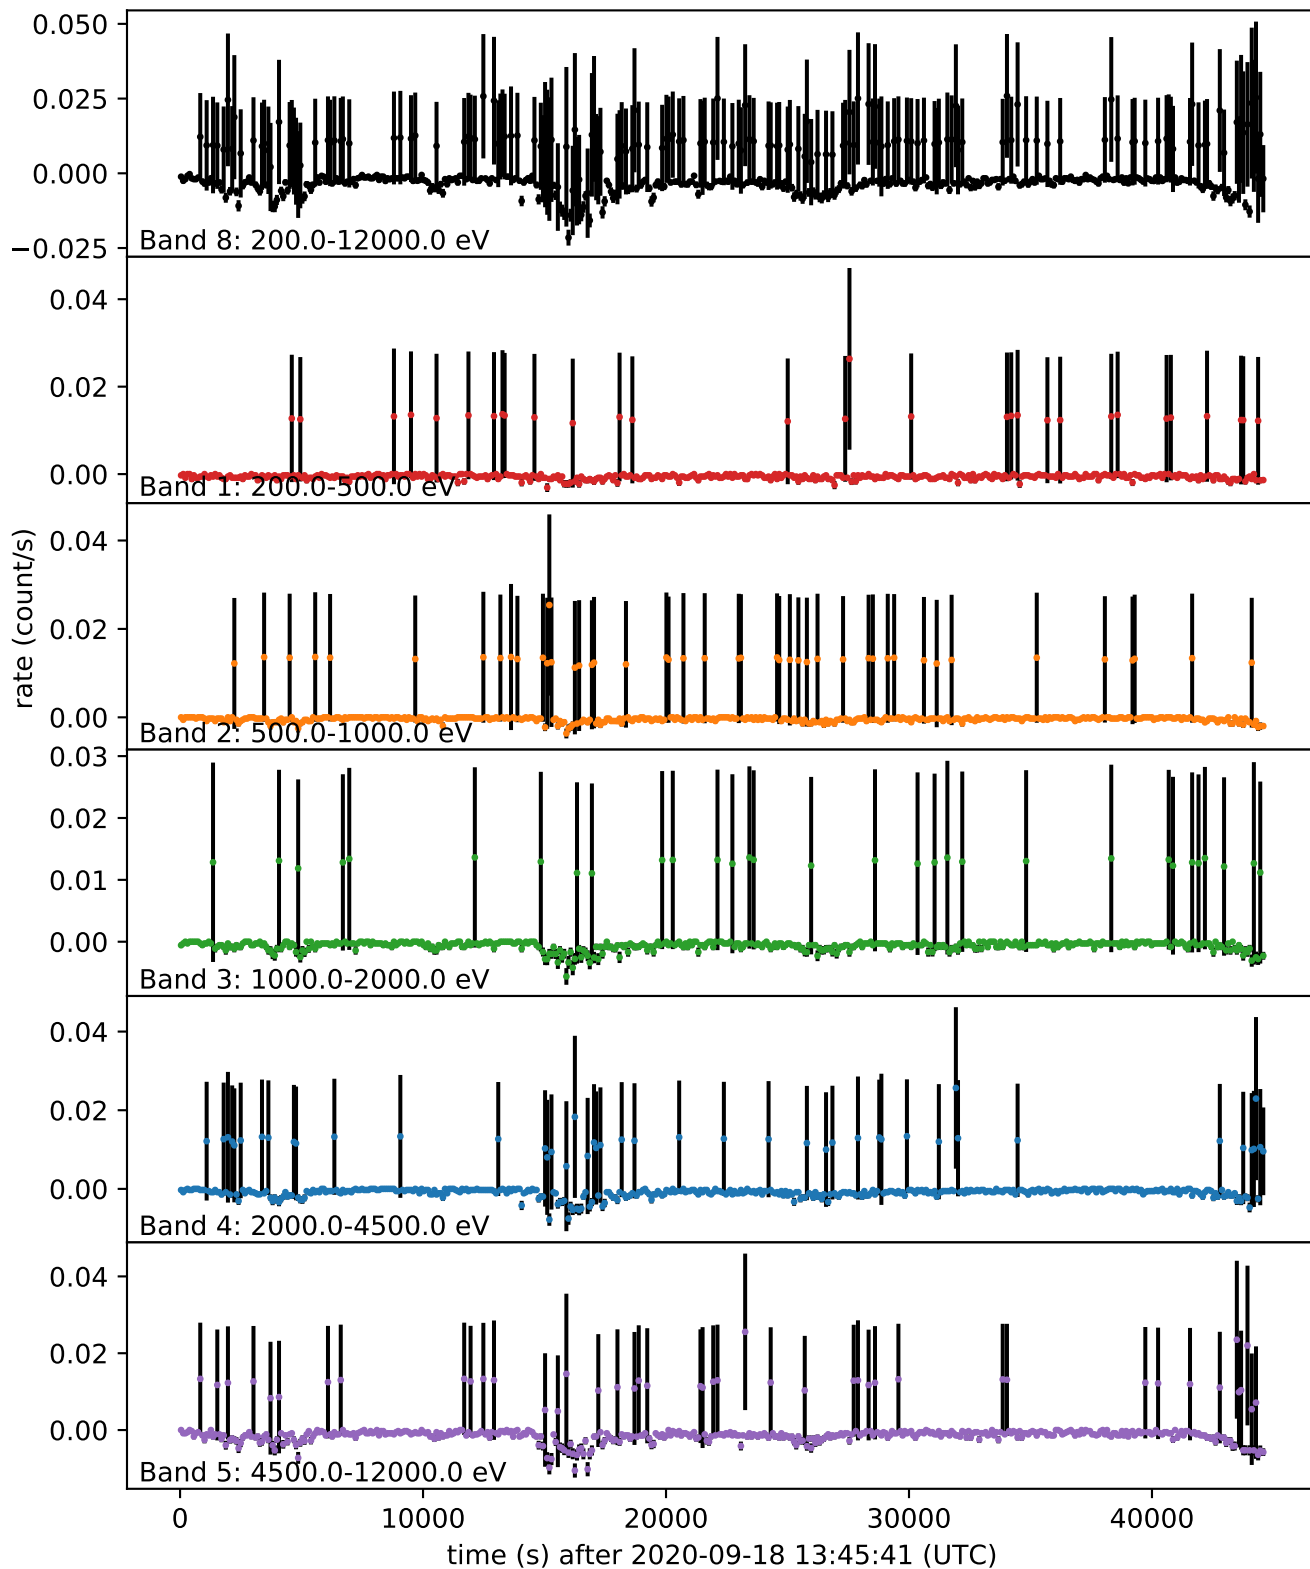 0.050
0.025
0.000
−0.025
Band 8: 200.0-12000.0 eV
0.04
0.02
0.00
Band 1: 200.0-500.0 eV
rate (count/s)
0.04
0.02
0.00
Band 2: 500.0-1000.0 eV
0.03
0.02
0.01
0.00
Band 3: 1000.0-2000.0 eV
0.04
0.02
0.00
Band 4: 2000.0-4500.0 eV
0.04
0.02
0.00
Band 5: 4500.0-12000.0 eV
0 10000 20000 30000 40000
time (s) after 2020-09-18 13:45:41 (UTC)